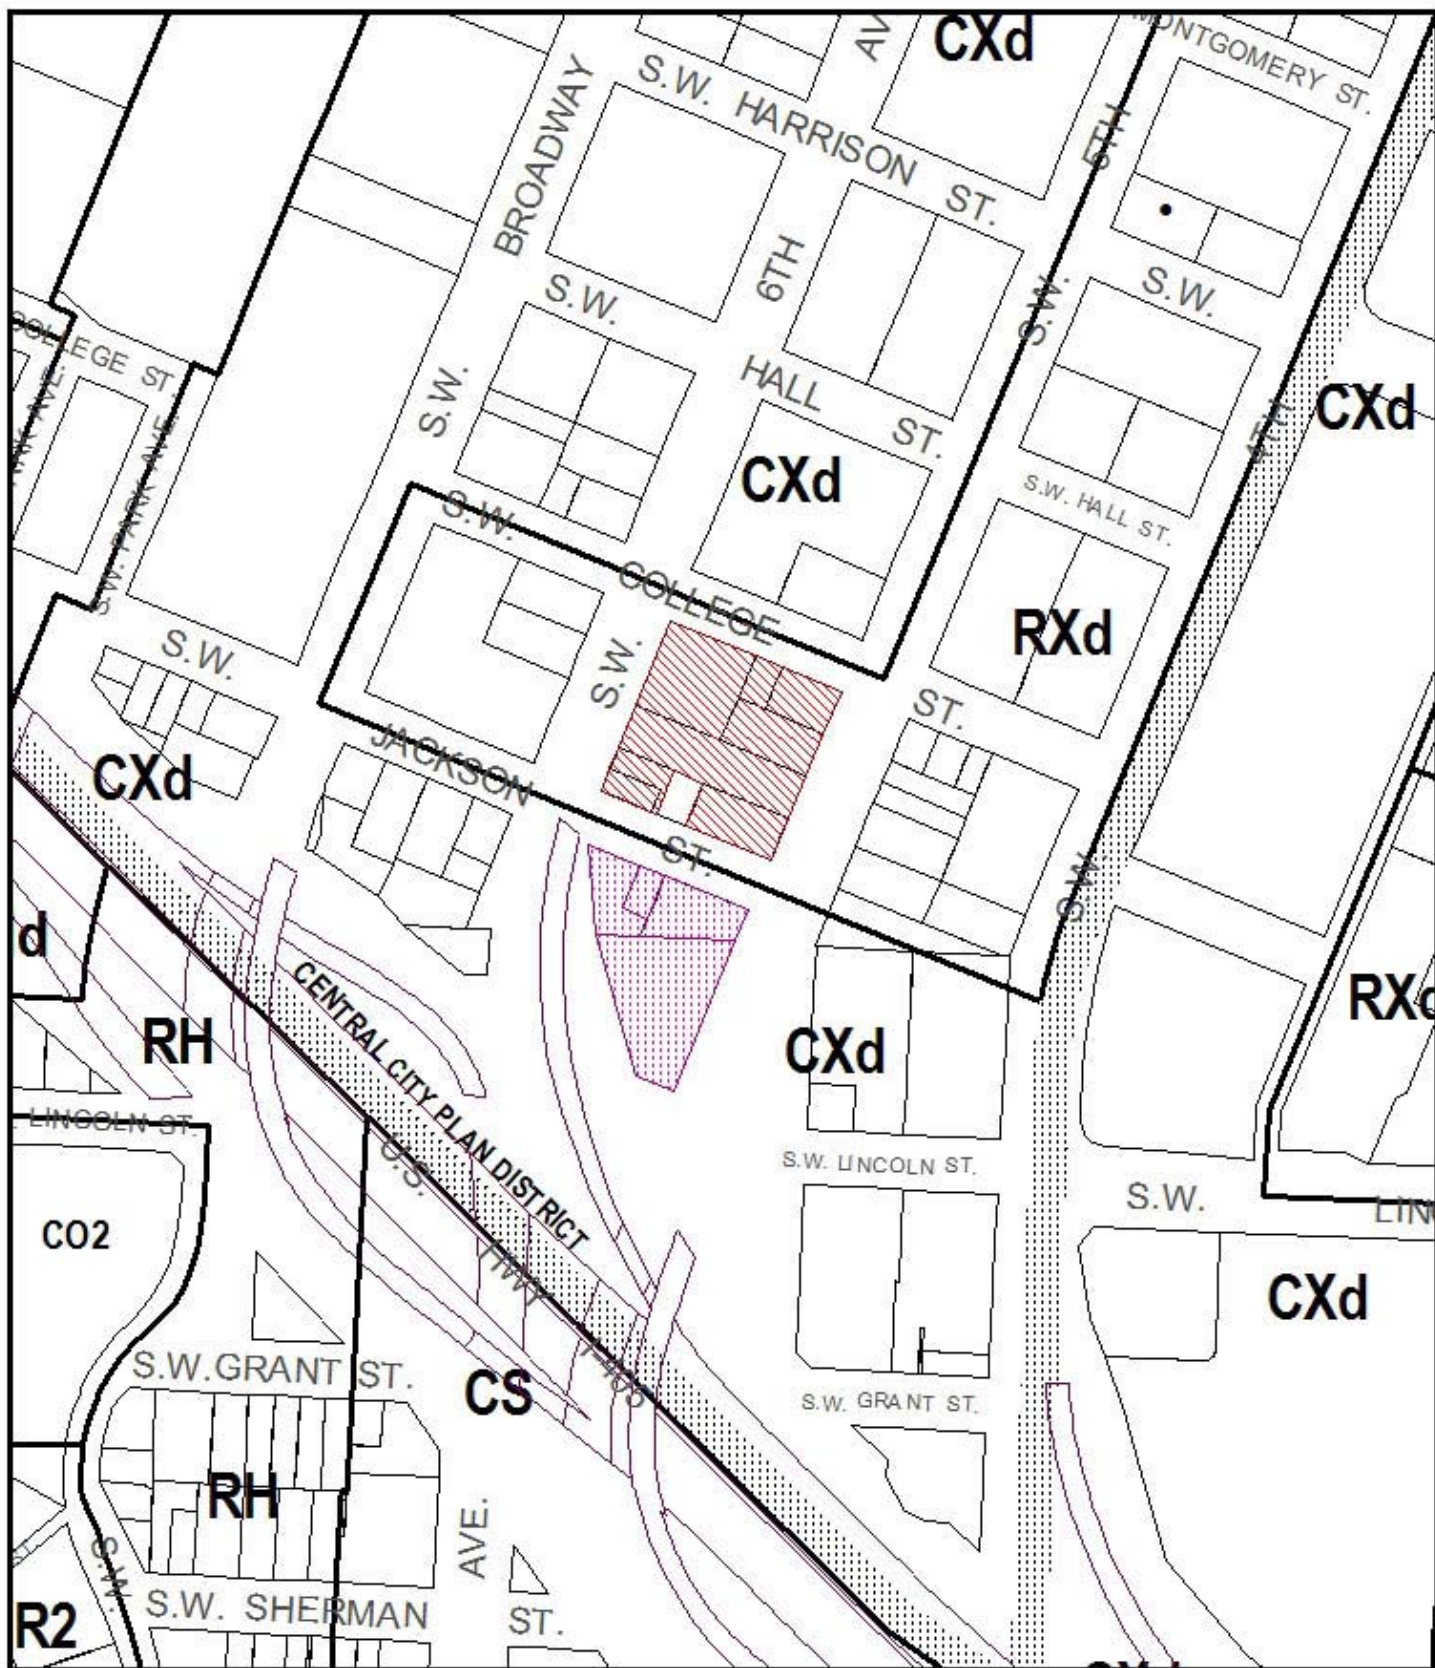 CXd
MONTGOMERY ST.
AV
S.W. HARRISON ST.
BROADWAY
5TH
6TH
S.W.
S.W.
S.W.
COLLEGE ST.
HALL ST.
S.W.
CXd
4TH
S.W. PARK AVE.
CXd
S.W. HALL ST.
S.W. COLLEGE ST.
RXd
S.W.
S.W. JACKSON ST.
CXd
S.W.
d
RH
CENTRAL CITY PLAN DISTRICT
CXd
RXd
LINCOLN ST.
U.S. HWY I-405
S.W. LINCOLN ST.
S.W.
LIN
CO2
CXd
S.W. GRANT ST.
CS
S.W. GRANT ST.
RH
AVE.
S.W.
S.W. SHERMAN ST.
R2